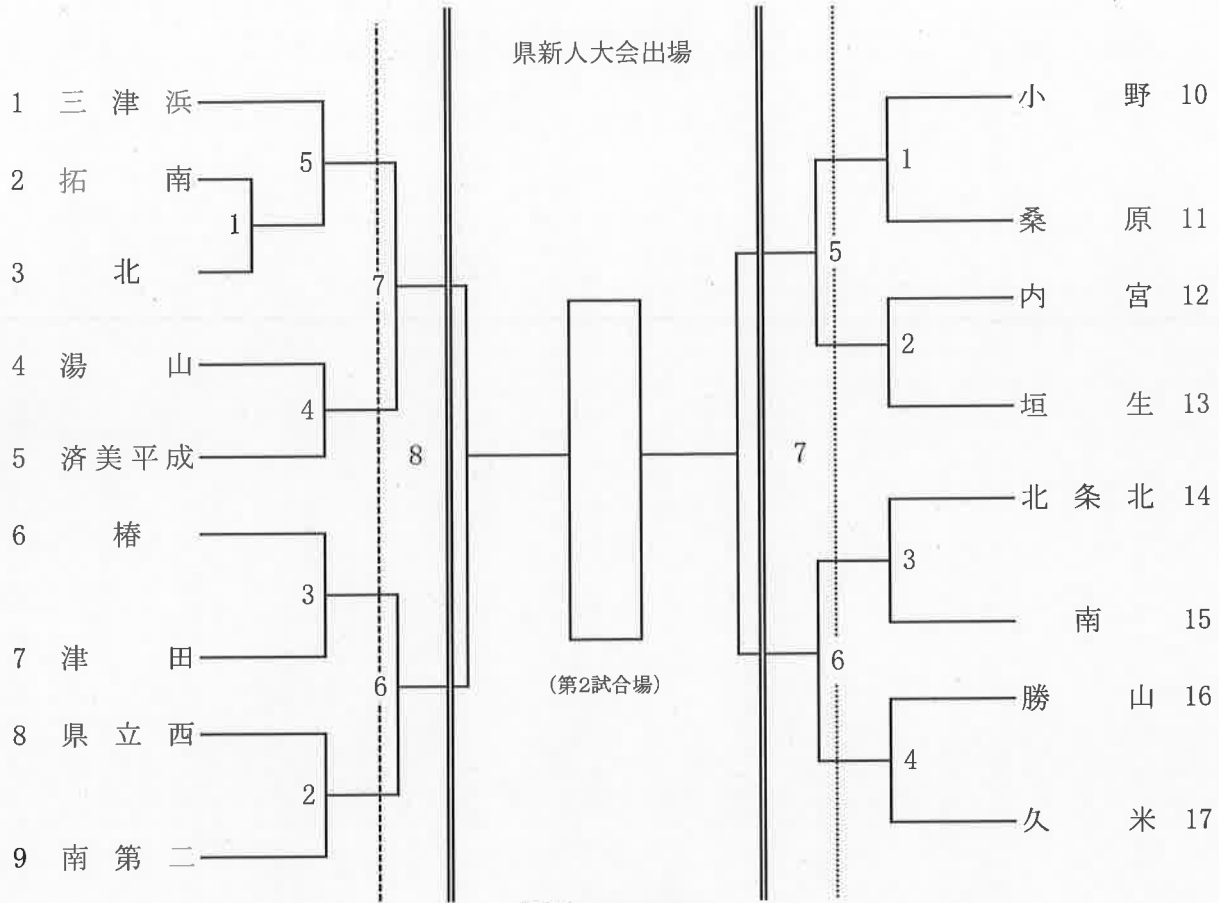 県新人大会出場
1 三津浜
2 拓南
3 北
4 湯山
5 済美平成
6 椿
7 津田
8 県立西
9 南第二
5
1
7
4
8
3
6
2
(第2試合場)
小野 10
桑原 11
内宮 12
垣生 13
北条北 14
南 15
勝山 16
久米 17
1
5
2
7
3
6
4